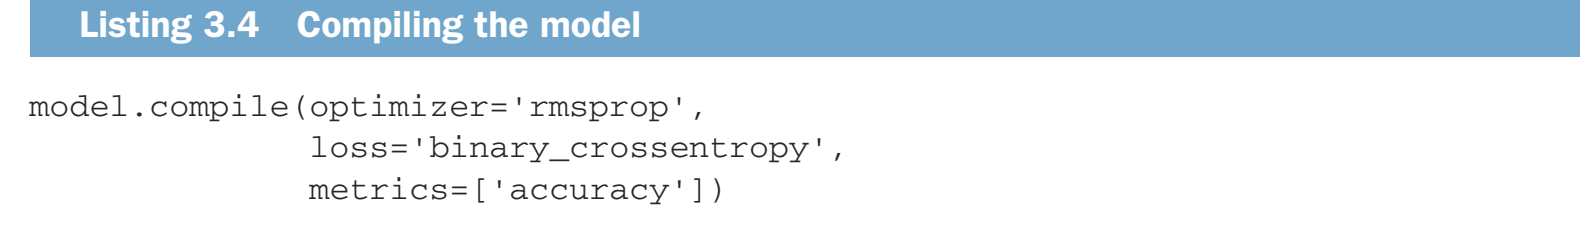 Listing 3.4 Compiling the model
model.compile(optimizer='rmsprop',
              loss='binary_crossentropy',
              metrics=['accuracy'])